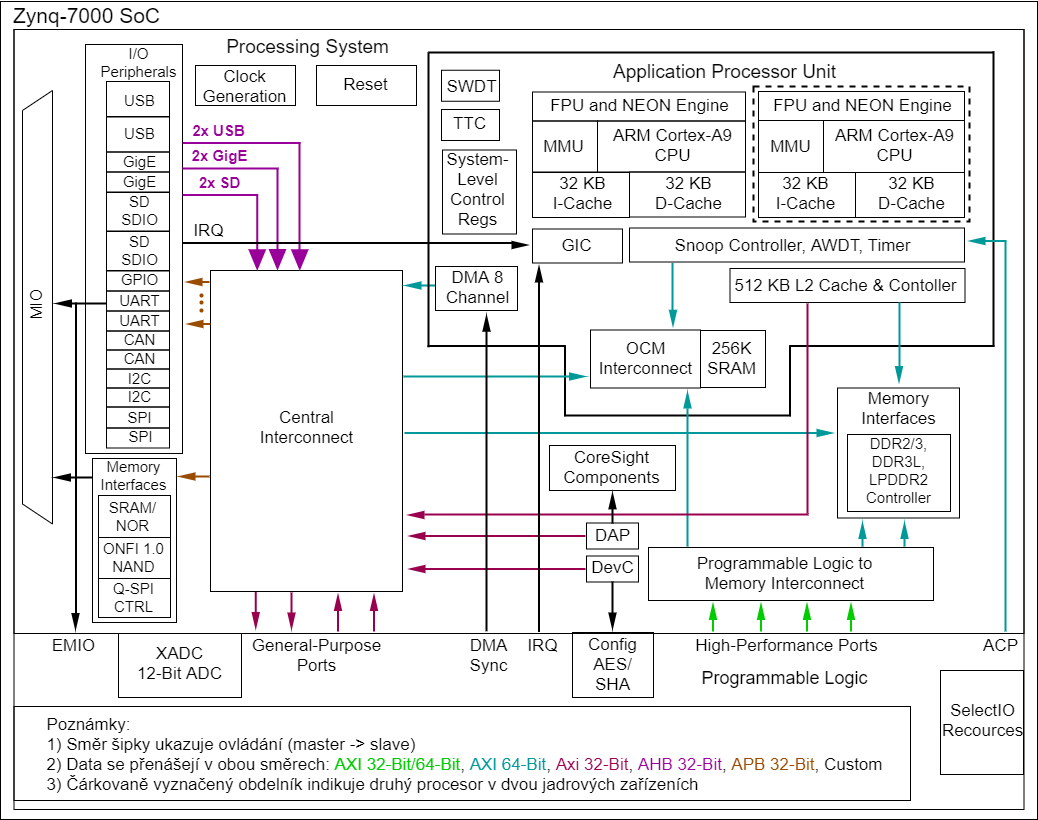 Zynq-7000 SoC
Processing System
I/O
Peripherals
USB
USB
GigE
GigE
SD
SDIO
SD
SDIO
GPIO
UART
UART
CAN
CAN
I2C
I2C
SPI
SPI
MIO
Memory
Interfaces
SRAM/
NOR
ONFI 1.0
NAND
Q-SPI
CTRL
Clock
Generation
Reset
2x USB
2x GigE
2x SD
IRQ
Central
Interconnect
Application Processor Unit
SWDT
TTC
System-
Level
Control
Regs
FPU and NEON Engine
MMU
ARM Cortex-A9
CPU
32 KB
I-Cache
32 KB
D-Cache
FPU and NEON Engine
MMU
ARM Cortex-A9
CPU
32 KB
I-Cache
32 KB
D-Cache
GIC
Snoop Controller, AWDT, Timer
DMA 8
Channel
512 KB L2 Cache & Contoller
OCM
Interconnect
256K
SRAM
Memory
Interfaces
DDR2/3,
DDR3L,
LPDDR2
Controller
CoreSight
Components
DAP
DevC
Programmable Logic to
Memory Interconnect
EMIO
XADC
12-Bit ADC
General-Purpose
Ports
DMA
Sync
IRQ
Config
AES/
SHA
High-Performance Ports
ACP
Programmable Logic
SelectIO
Recources
Poznámky:
1) Směr šipky ukazuje ovládání (master -> slave)
2) Data se přenášejí v obou směrech: AXI 32-Bit/64-Bit, AXI 64-Bit, Axi 32-Bit, AHB 32-Bit, APB 32-Bit, Custom
3) Čárkovaně vyznačený obdelník indikuje druhý procesor v dvou jadrových zařízeních